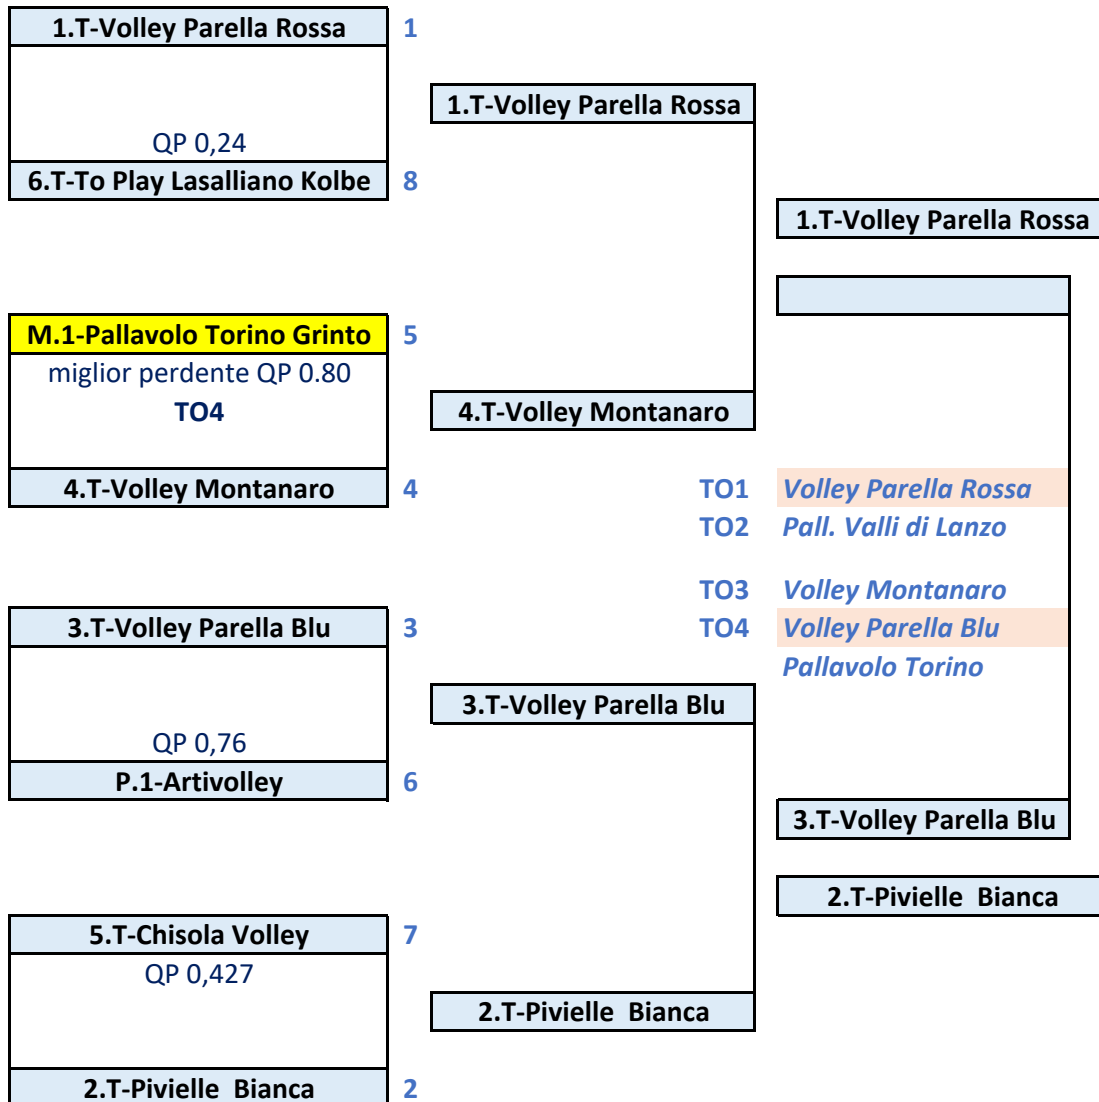 1.T-Volley Parella Rossa 1
1.T-Volley Parella Rossa
QP 0,24
6.T-To Play Lasalliano Kolbe 8
1.T-Volley Parella Rossa
M.1-Pallavolo Torino Grinto 5
miglior perdente QP 0.80
TO4 4.T-Volley Montanaro
4.T-Volley Montanaro 4 TO1 Volley Parella Rossa
TO2 Pall. Valli di Lanzo
TO3 Volley Montanaro
3.T-Volley Parella Blu 3 TO4 Volley Parella Blu
Pallavolo Torino
3.T-Volley Parella Blu
QP 0,76
P.1-Artivolley 6
3.T-Volley Parella Blu
2.T-Pivielle Bianca
5.T-Chisola Volley 7
QP 0,427
2.T-Pivielle Bianca
2.T-Pivielle Bianca 2